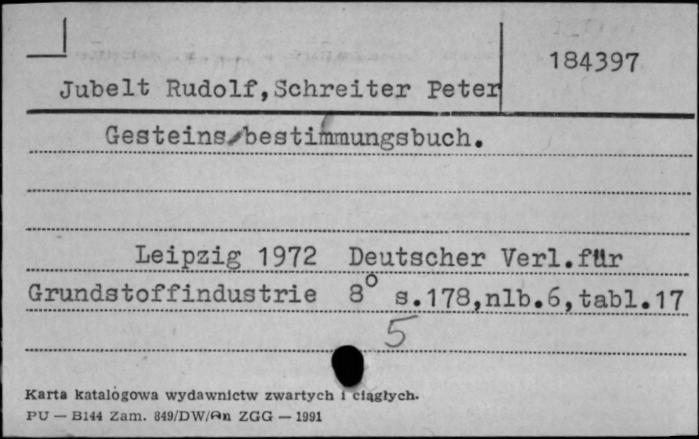 184397
Jubelt Rudolf,Schreiter Peter
Gesteins bestimmungsbuch.
Leipzig 1972 Deutscher Verl.für
Grundstoffindustrie 8° s.178,nlb.6,tabl.17
5
Karta katalogowa wydawnictw zwartych i ciągłych.
PU — B144 Zam. 849/DW/An ZGG — 1991